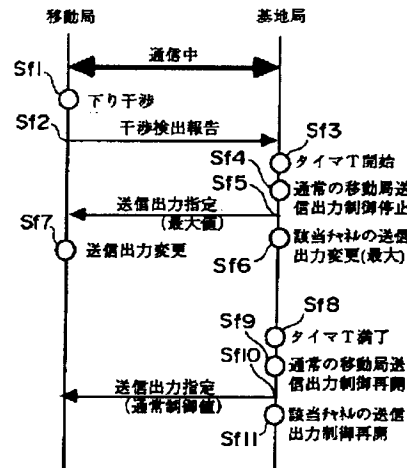 移動局
基地局
通信中
Sf1
下り干渉
Sf2
干渉検出報告
Sf3
タイマT開始
Sf4
通常の移動局送
信出力制御停止
Sf5
送信出力指定
(最大値)
Sf7
送信出力変更
該当チャネルの送信
出力変更(最大)
Sf6
Sf8
タイマT満了
Sf9
通常の移動局送
信出力制御再開
Sf10
送信出力指定
(通常制御値)
該当チャネルの送信
出力制御再開
Sf11